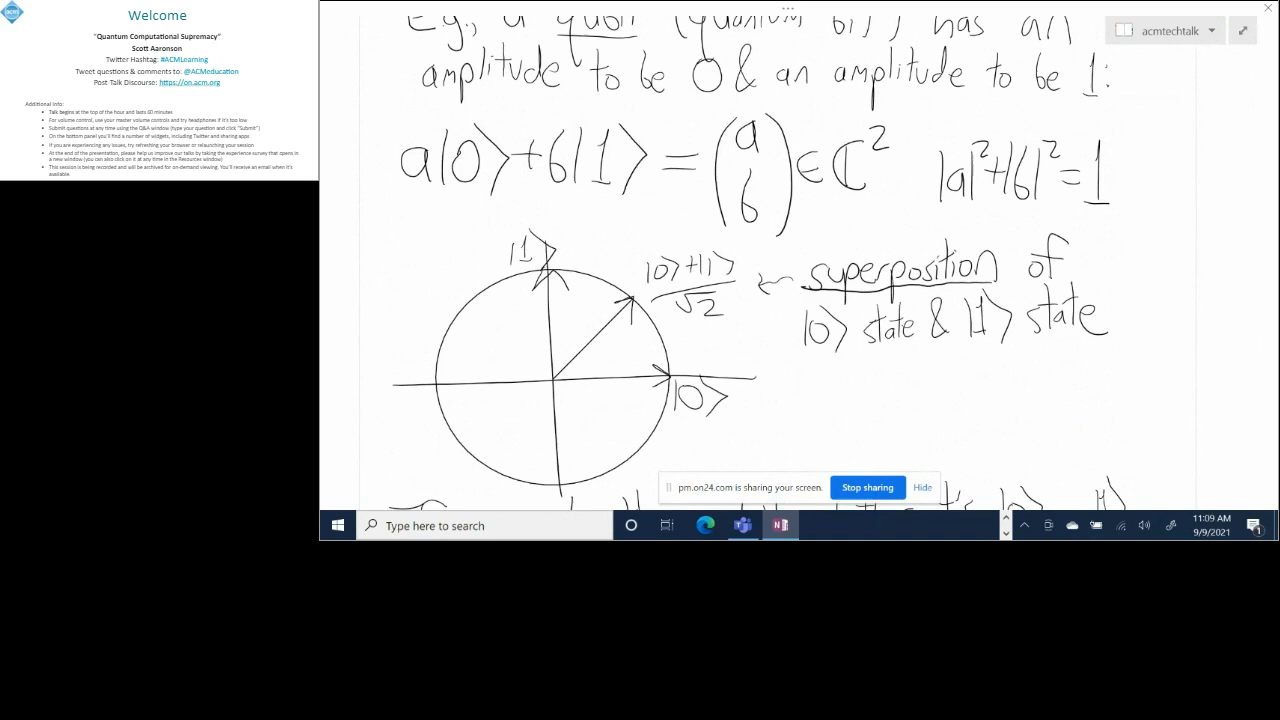 acm
Welcome
"Quantum Computational Supremacy"
Scott Aaronson
Twitter Hashtag: #ACMLearning
Tweet questions & comments to: @ACMeducation
Post-Talk Discourse: https://on.acm.org
Additional Info:
• Talk begins at the top of the hour and lasts 60 minutes
• For volume control, use your master volume controls and try headphones if it's too low
• Submit questions at any time using the Q&A window (type your question and click "Submit")
• On the bottom panel you'll find a number of widgets, including Twitter and sharing apps
• If you are experiencing any issues, try refreshing your browser or relaunching your session
• At the end of the presentation, please help us improve our talks by taking the experience survey that opens in
a new window (you can also click on it at any time in the Resources window)
• This session is being recorded and will be archived for on-demand viewing. You'll receive an email when it's
available.
acmtechtalk
E.g., a qubit (quantum bit) has an
amplitude to be 0 & an amplitude to be 1:
a|0⟩+b|1⟩ = (a b) ∈ ℂ² |a|²+|b|²=1
|1⟩
|0⟩+|1⟩
√2
← superposition of
|0⟩ state & |1⟩ state
|0⟩
pm.on24.com is sharing your screen. Stop sharing Hide
Type here to search
11:09 AM
9/9/2021
1